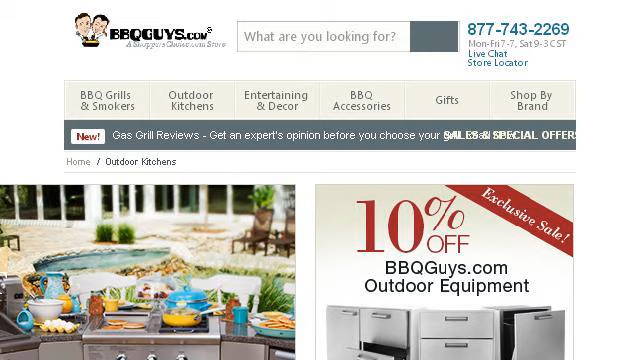 BBQGUYS.COM®
A ShoppersChoice.com Store
What are you looking for?
877-743-2269
Mon-Fri 7-7, Sat 9-3 CST
Live Chat
Store Locator
BBQ Grills & Smokers
Outdoor Kitchens
Entertaining & Decor
BBQ Accessories
Gifts
Shop By Brand
New! Gas Grill Reviews - Get an expert's opinion before you choose your
SALES & SPECIAL OFFERS
Home / Outdoor Kitchens
Exclusive Sale!
10% OFF
BBQGuys.com
Outdoor Equipment